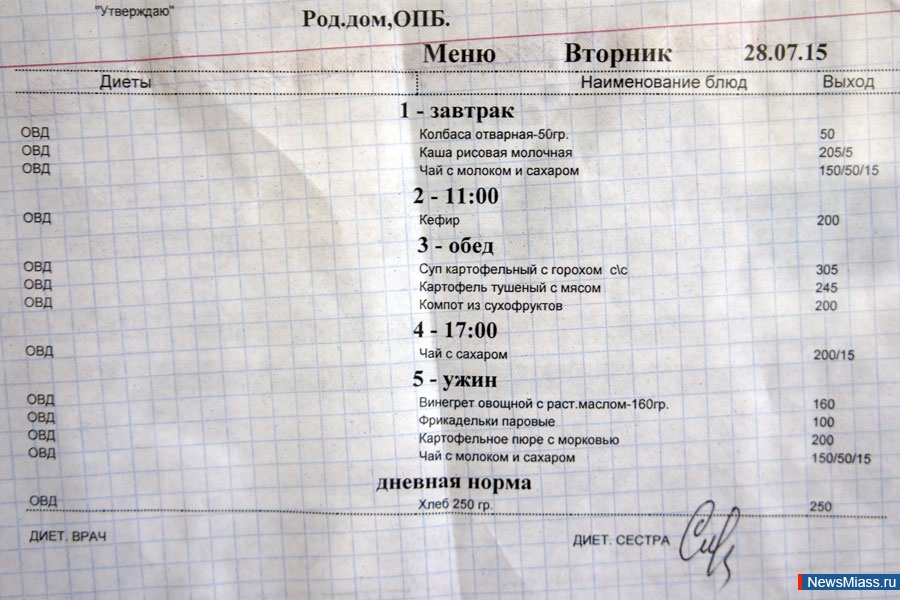 "Утверждаю"
Род.дом,ОПБ.
Меню Вторник 28.07.15
Диеты Наименование блюд Выход
1 - завтрак
ОВД Колбаса отварная-50гр. 50
ОВД Каша рисовая молочная 205/5
ОВД Чай с молоком и сахаром 150/50/15
2 - 11:00
ОВД Кефир 200
3 - обед
ОВД Суп картофельный с горохом с\с 305
ОВД Картофель тушеный с мясом 245
ОВД Компот из сухофруктов 200
4 - 17:00
ОВД Чай с сахаром 200/15
5 - ужин
ОВД Винегрет овощной с раст.маслом-160гр. 160
ОВД Фрикадельки паровые 100
ОВД Картофельное пюре с морковью 200
ОВД Чай с молоком и сахаром 150/50/15
дневная норма
ОВД Хлеб 250 гр. 250
ДИЕТ. ВРАЧ ДИЕТ. СЕСТРА
NewsMiass.ru